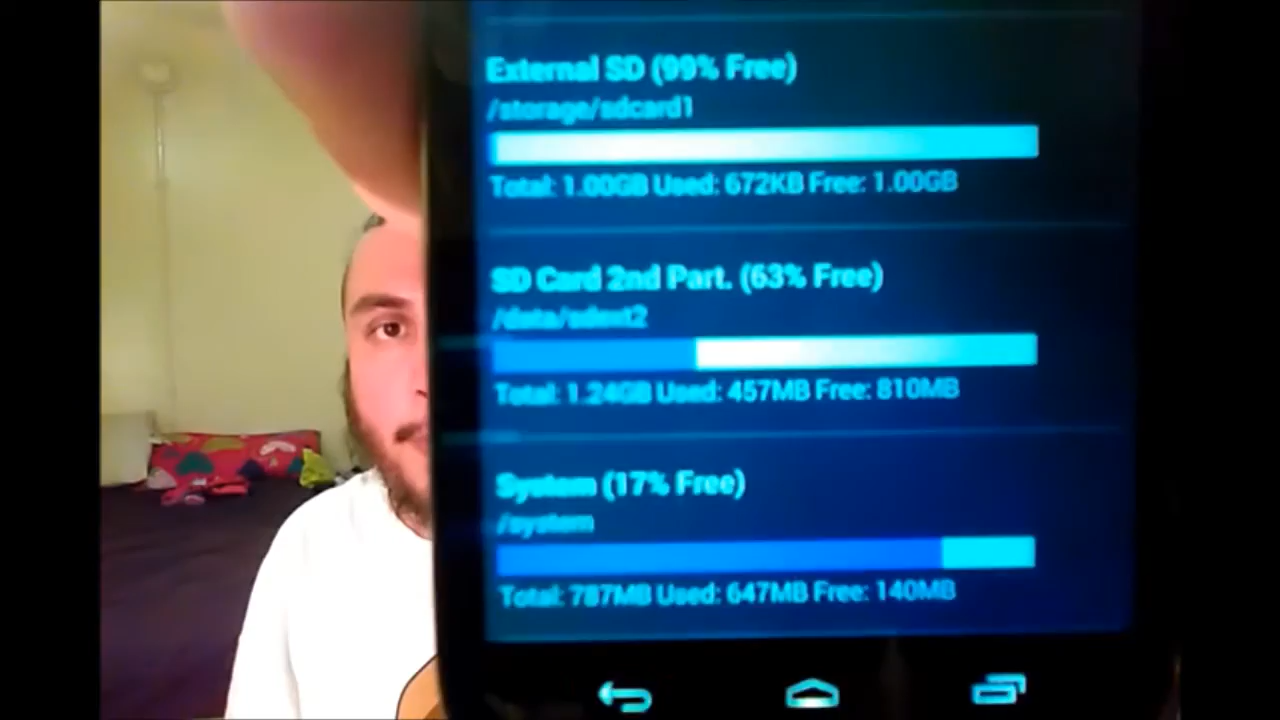 External SD (99% Free)
/storage/sdcard1
Total: 1.00GB Used: 672KB Free: 1.00GB
SD Card 2nd Part. (63% Free)
/data/sdext2
Total: 1.24GB Used: 457MB Free: 810MB
System (17% Free)
/system
Total: 787MB Used: 647MB Free: 140MB